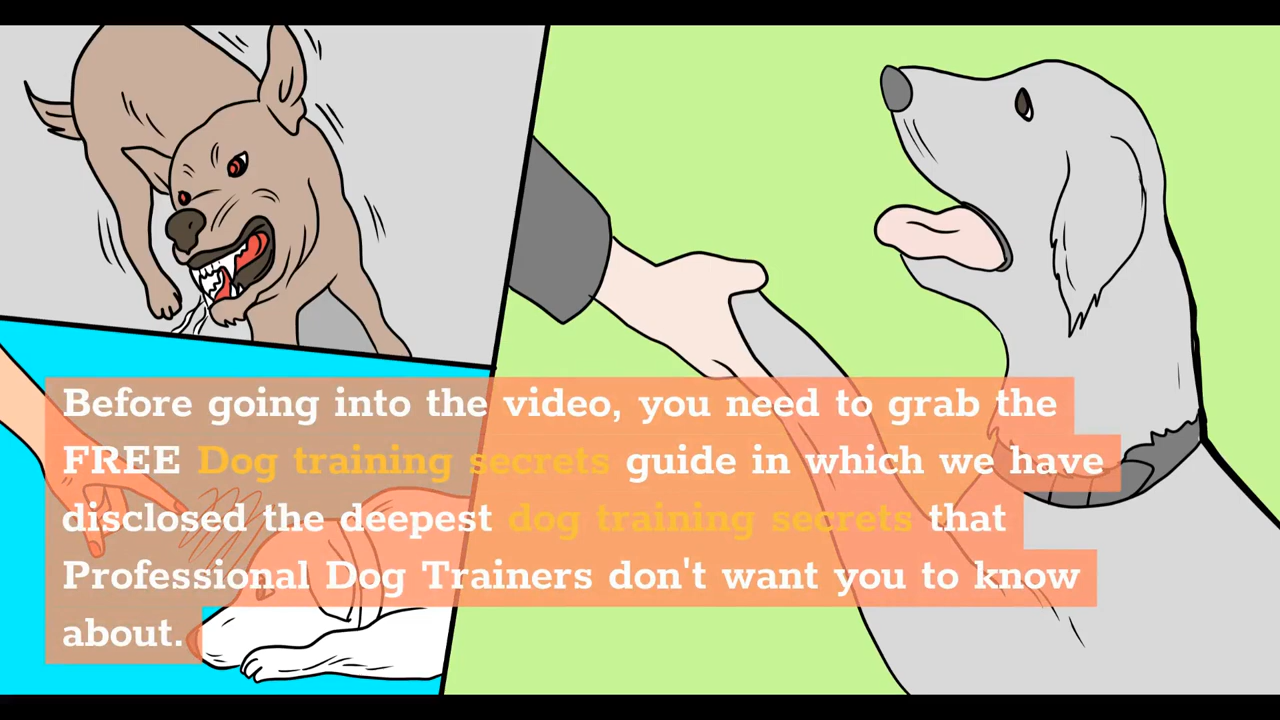 Before going into the video, you need to grab the
FREE Dog training secrets guide in which we have
disclosed the deepest dog training secrets that
Professional Dog Trainers don't want you to know
about.